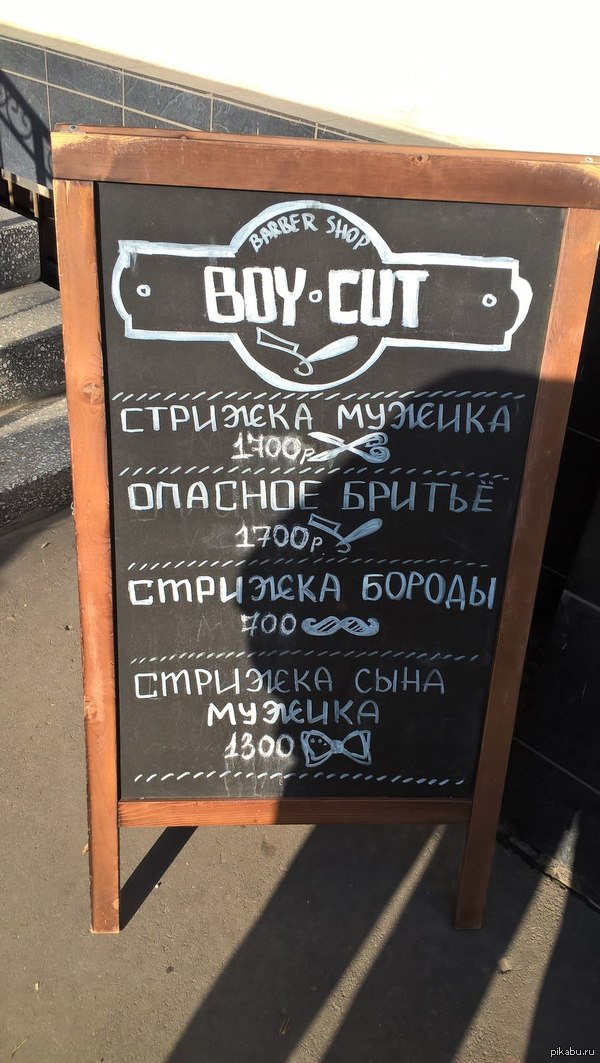 BARBER SHOP
BOY·CUT
СТРИЖКА МУЖИКА
1700р
ОПАСНОЕ БРИТЬЁ
1700р
СТРИЖКА БОРОДЫ
700
СТРИЖКА СЫНА
МУЖИКА
1300
pikabu.ru